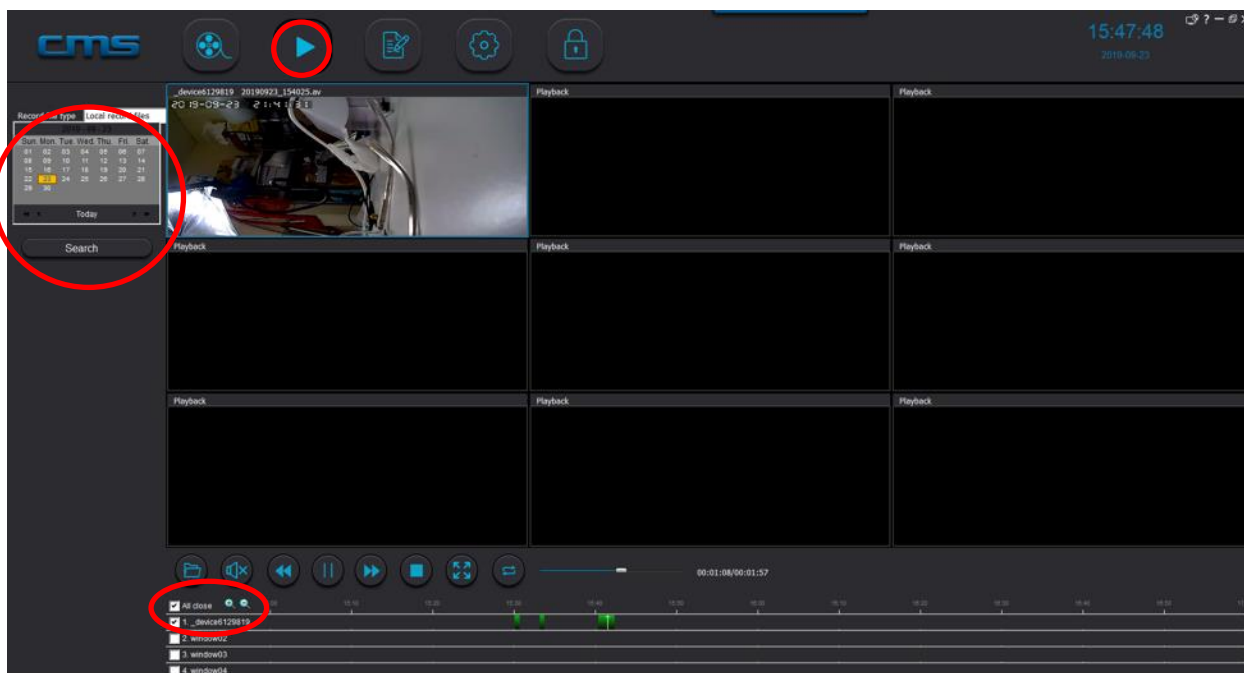 cms
15:47:48
2019-09-23
_device6129819 20190923_154025.av
Playback
Playback
2019-09-23 21:41:31
Local record files
type
Sun. Mon. Tue. Wed. Thu. Fri. Sat.
01 02 03 04 05 06 07
08 09 10 11 12 13 14
15 16 17 18 19 20 21
22 23 24 25 26 27 28
29 30
Today
Search
Playback
Playback
Playback
Playback
Playback
Playback
00:01:08/00:01:57
All close
1. _device6129819
2. window02
3. window03
4. window04